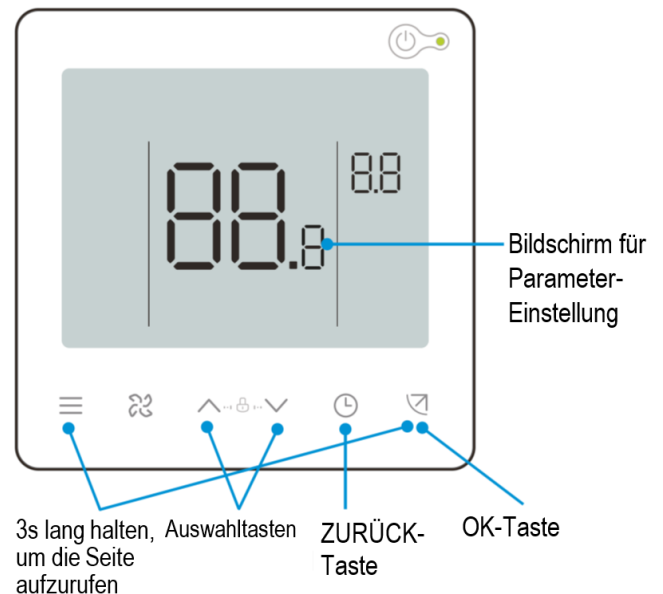 88.8
8.8
Bildschirm für
Parameter-
Einstellung
3s lang halten,
um die Seite
aufzurufen
Auswahltasten
ZURÜCK-
Taste
OK-Taste